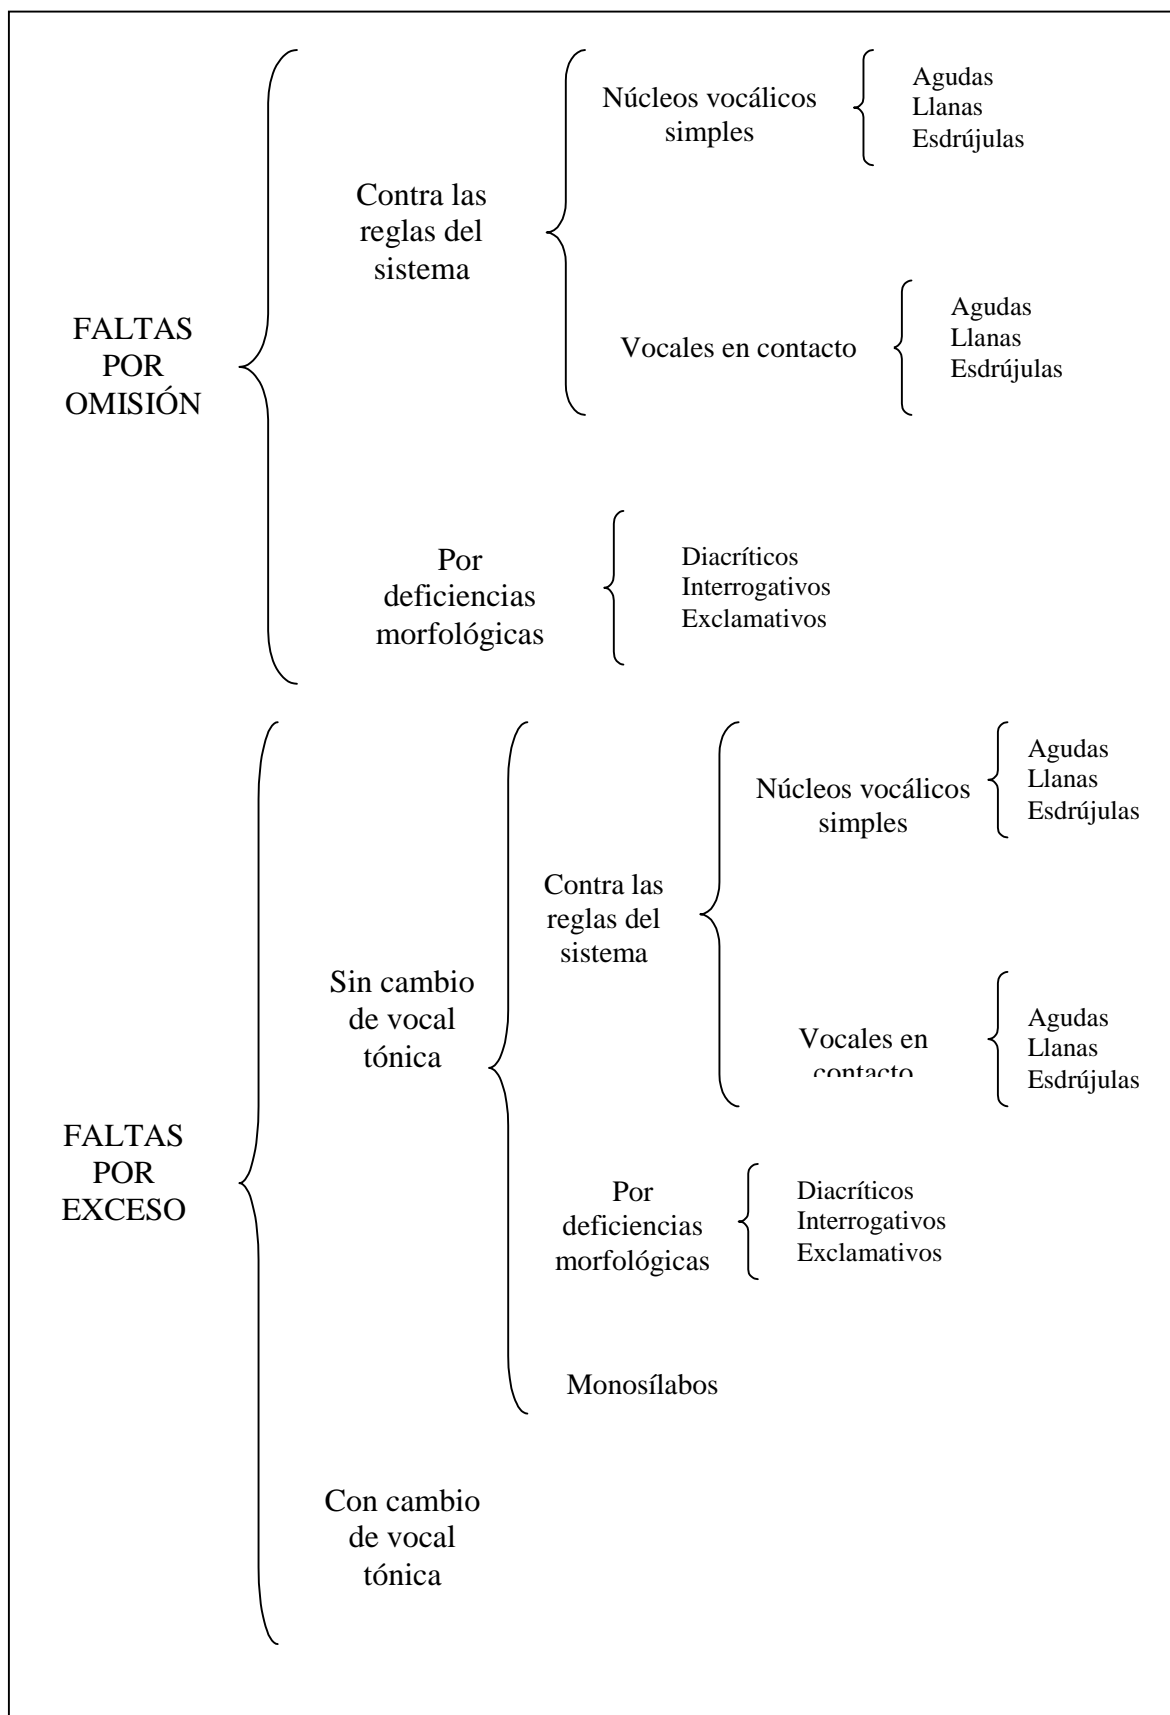 FALTAS
POR
OMISIÓN
Contra las
reglas del
sistema
Núcleos vocálicos
simples
Agudas
Llanas
Esdrújulas
Vocales en contacto
Agudas
Llanas
Esdrújulas
Por
deficiencias
morfológicas
Diacríticos
Interrogativos
Exclamativos
FALTAS
POR
EXCESO
Sin cambio
de vocal
tónica
Contra las
reglas del
sistema
Núcleos vocálicos
simples
Agudas
Llanas
Esdrújulas
Vocales en
contacto
Agudas
Llanas
Esdrújulas
Por
deficiencias
morfológicas
Diacríticos
Interrogativos
Exclamativos
Monosílabos
Con cambio
de vocal
tónica